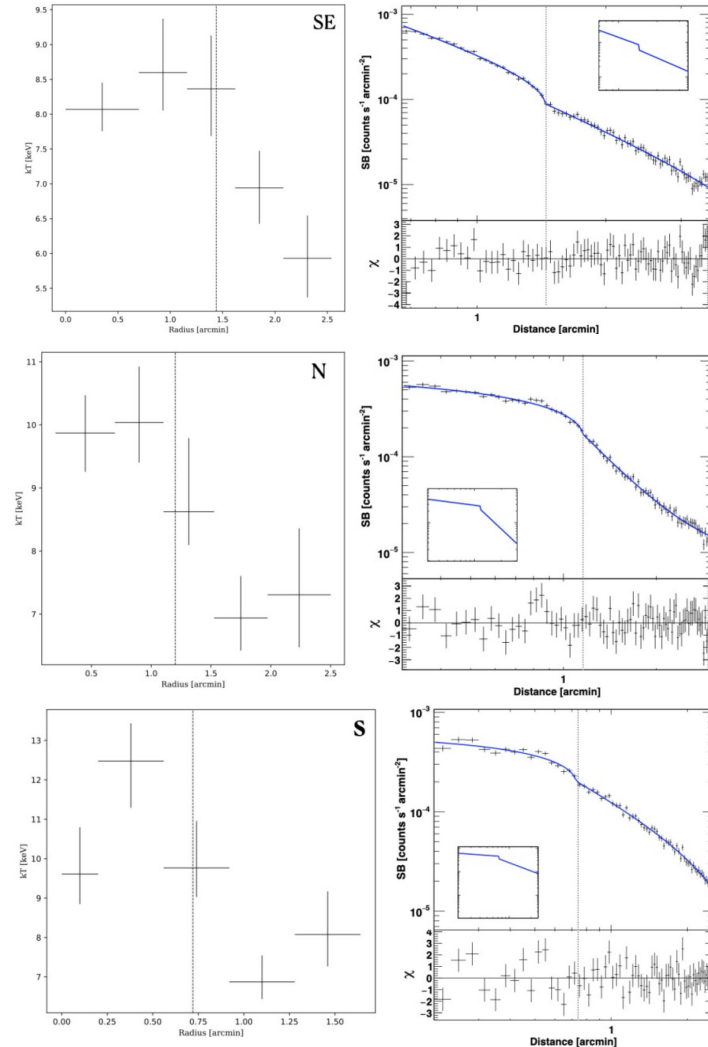 SE
9.5
9.0
8.5
8.0
7.5
7.0
6.5
6.0
5.5
kT [keV]
0.0 0.5 1.0 1.5 2.0 2.5
Radius [arcmin]
SB [counts s⁻¹ arcmin⁻²]
10⁻⁴
10⁻⁵
χ
3
2
1
0
-1
-2
-3
-4
1
Distance [arcmin]
N
11
10
9
8
7
kT [keV]
0.5 1.0 1.5 2.0 2.5
Radius [arcmin]
SB [counts s⁻¹ arcmin⁻²]
10⁻³
10⁻⁴
10⁻⁵
χ
3
2
1
0
-1
-2
-3
1
Distance [arcmin]
S
13
12
11
10
9
8
7
kT [keV]
0.00 0.25 0.50 0.75 1.00 1.25 1.50
Radius [arcmin]
SB [counts s⁻¹ arcmin⁻²]
10⁻³
10⁻⁴
10⁻⁵
χ
4
3
2
1
0
-1
-2
-3
1
Distance [arcmin]